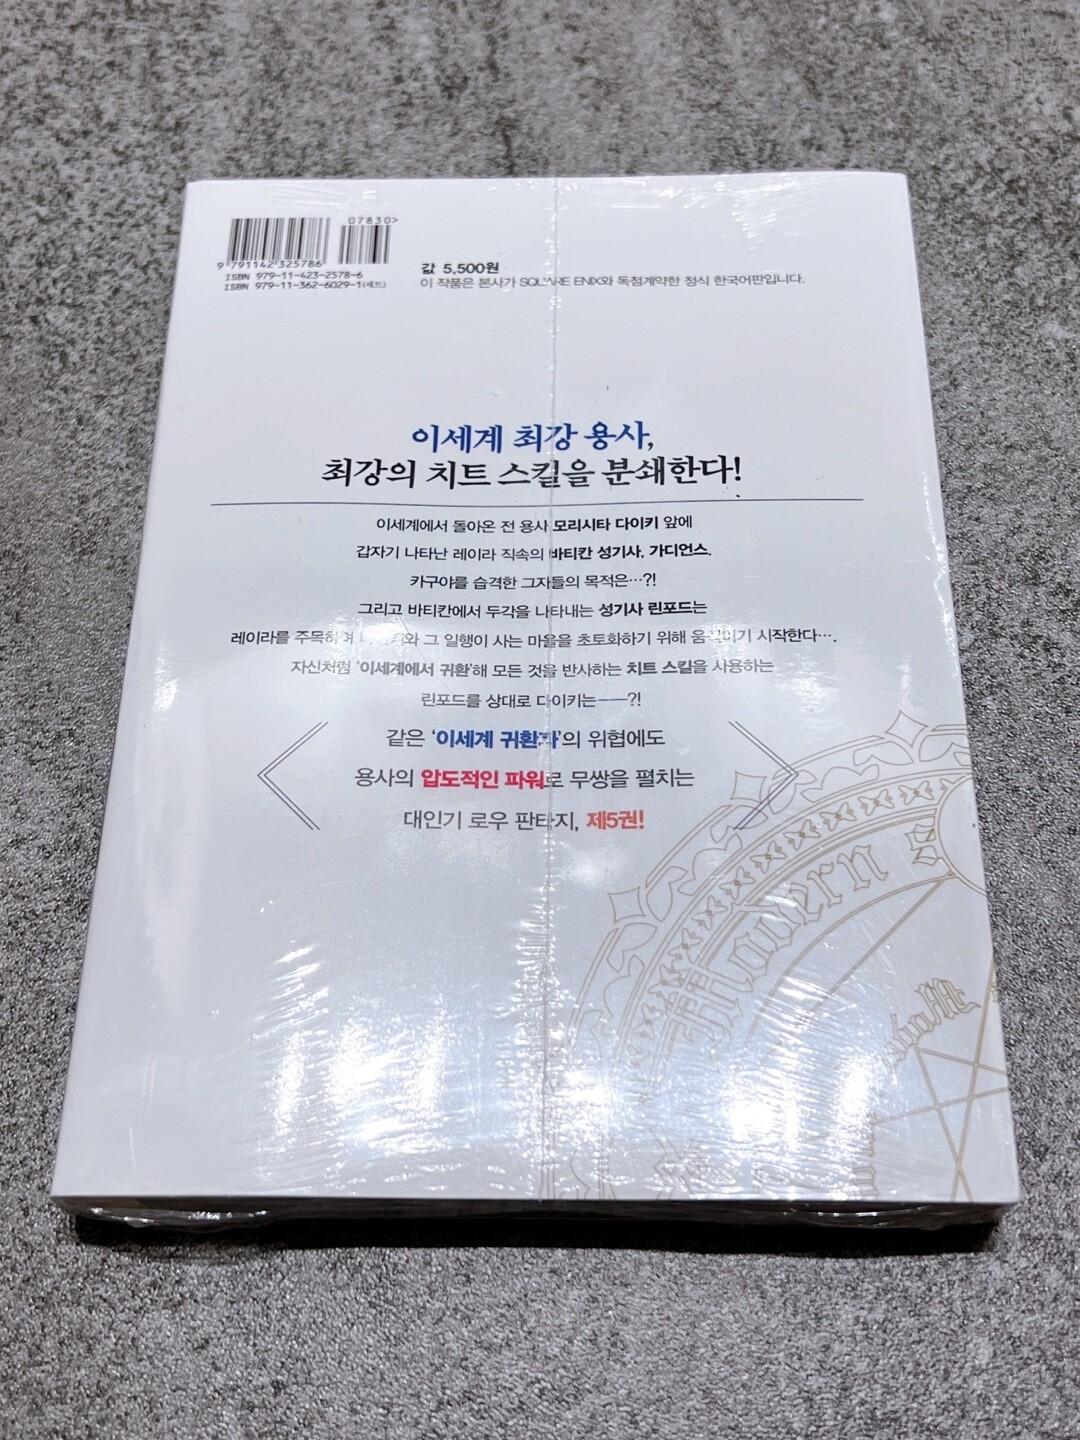 07830>
9 791142 325786
ISBN 979-11-423-2578-6
ISBN 979-11-362-6029-1(세트)
값 5,500원
이 작품은 본사가 SQUARE ENIX와 독점계약한 정식 한국어판입니다.
이세계 최강 용사,
최강의 치트 스킬을 분쇄한다!
이세계에서 돌아온 전 용사 모리시타 다이키 앞에
갑자기 나타난 레이라 직속의 바티칸 성기사, 가디언스.
카구야를 습격한 그자들의 목적은…?!
그리고 바티칸에서 두각을 나타내는 성기사 린포드는
레이라를 주목하며 그 일행이 사는 마을을 초토화하기 위해 움직이기 시작한다….
자신처럼 '이세계에서 귀환'해 모든 것을 반사하는 치트 스킬을 사용하는
린포드를 상대로 다이키는──?!
같은 '이세계 귀환자'의 위협에도
용사의 압도적인 파워로 무쌍을 펼치는
대인기 로우 판타지, 제5권!